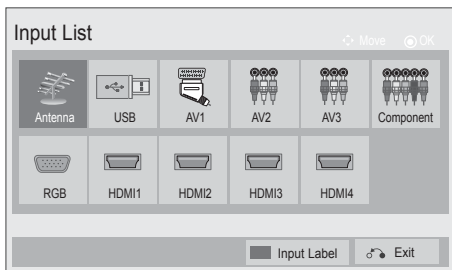 Input List
Move OK
Antenna USB AV1 AV2 AV3 Component
RGB HDMI1 HDMI2 HDMI3 HDMI4
Input Label Exit